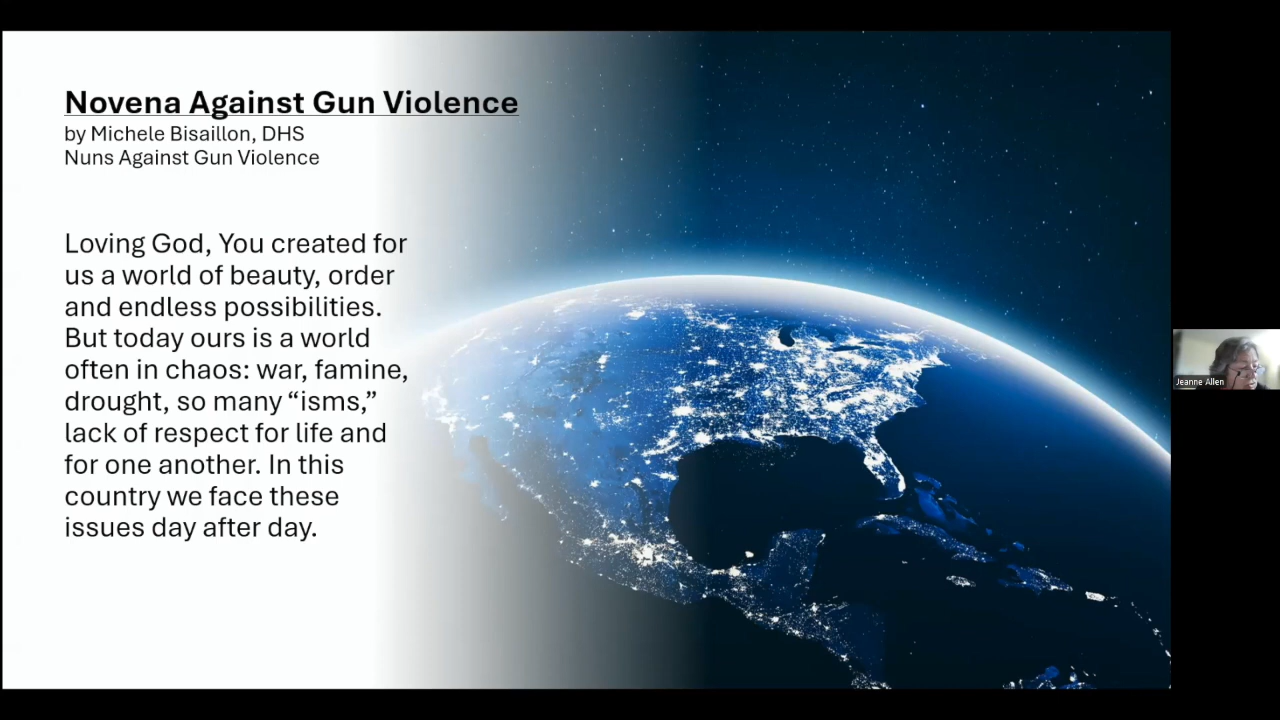 Novena Against Gun Violence
by Michele Bisaillon, DHS
Nuns Against Gun Violence
Loving God, You created for
us a world of beauty, order
and endless possibilities.
But today ours is a world
often in chaos: war, famine,
drought, so many “isms,”
lack of respect for life and
for one another. In this
country we face these
issues day after day.
Jeanne Allen